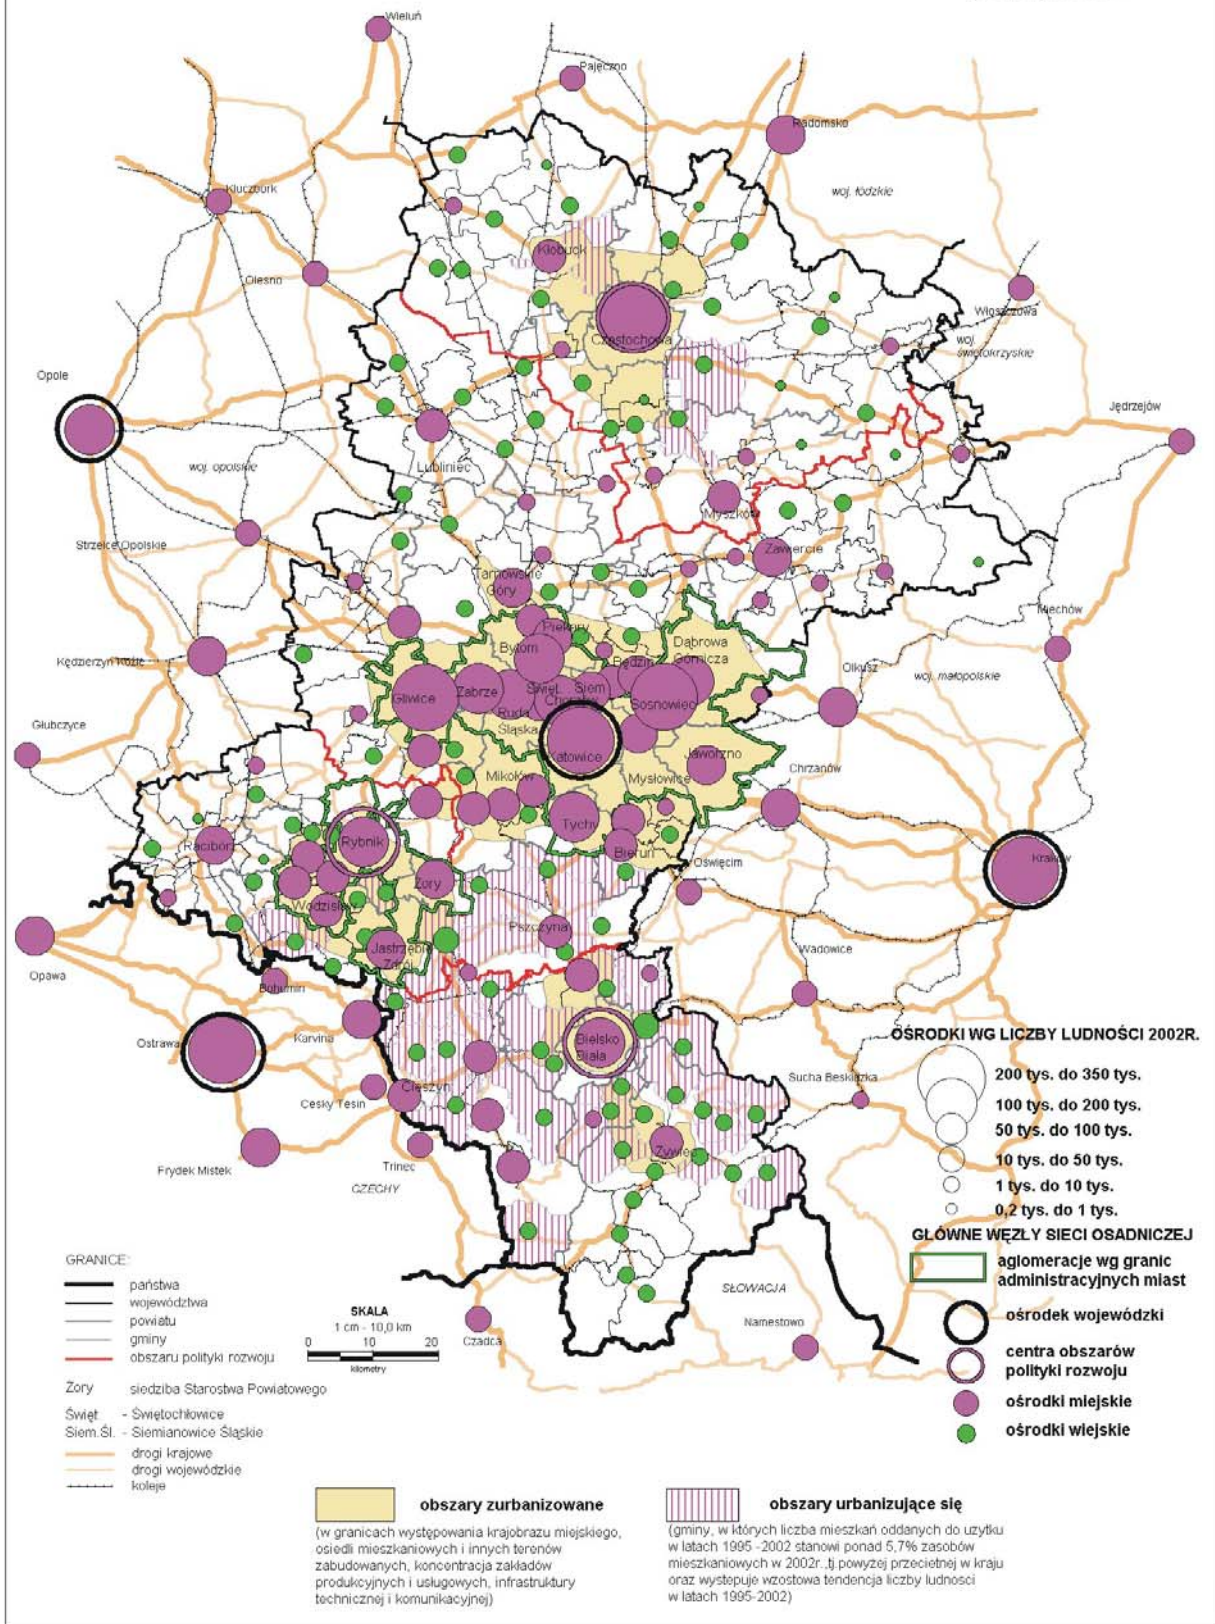 Wieluń
Pajęczno
Radomsko
Kluczbork
woj. łódzkie
Kłobuck
Olesno
Włoszczowa
Częstochowa
woj.
świętokrzyskie
Opole
Jędrzejów
woj. opolskie
Lubliniec
Myszków
Strzelce Opolskie
Zawiercie
Tarnowskie
Góry
Miechów
Piekary
Dąbrowa
Górnicza
Bytom
Będzin
Kędzierzyn Koźle
Olkusz
woj. małopolskie
Gliwice
Zabrze
Święt.
Siem
Chorzów
Sosnowiec
Ruda
Śląska
Głubczyce
Katowice
Jaworzno
Mikołów
Mysłowice
Chrzanów
Tychy
Rybnik
Racibórz
Bieruń
Oświęcim
Kraków
Żory
Wodzisław
Pszczyna
Jastrzębie
Zdrój
Wadowice
Opawa
Bohumin
Ostrawa
Karvina
Bielsko
Biała
OŚRODKI WG LICZBY LUDNOŚCI 2002R.
200 tys. do 350 tys.
100 tys. do 200 tys.
50 tys. do 100 tys.
10 tys. do 50 tys.
1 tys. do 10 tys.
0,2 tys. do 1 tys.
Sucha Beskidzka
Cieszyn
Cesky Tesin
Żywiec
Frydek Mistek
Trinec
CZECHY
GŁÓWNE WĘZŁY SIECI OSADNICZEJ
aglomeracje wg granic
administracyjnych miast
ośrodek wojewódzki
centra obszarów
polityki rozwoju
ośrodki miejskie
ośrodki wiejskie
SŁOWACJA
Namestowo
Czadca
GRANICE:
państwa
województwa
powiatu
gminy
obszaru polityki rozwoju
SKALA
1 cm - 10,0 km
0 10 20
kilometry
Żory siedziba Starostwa Powiatowego
Święt - Świętochłowice
Siem.Śl. - Siemianowice Śląskie
drogi krajowe
drogi wojewódzkie
koleje
obszary zurbanizowane
(w granicach występowania krajobrazu miejskiego,
osiedli mieszkaniowych i innych terenów
zabudowanych, koncentracja zakładów
produkcyjnych i usługowych, infrastruktury
technicznej i komunikacyjnej)
obszary urbanizujące się
(gminy, w których liczba mieszkań oddanych do uzytku
w latach 1995 -2002 stanowi ponad 5,7% zasobów
mieszkaniowych w 2002r.,tj.powyżej przecietnej w kraju
oraz wystepuje wzostowa tendencja liczby ludności
w latach 1995-2002)